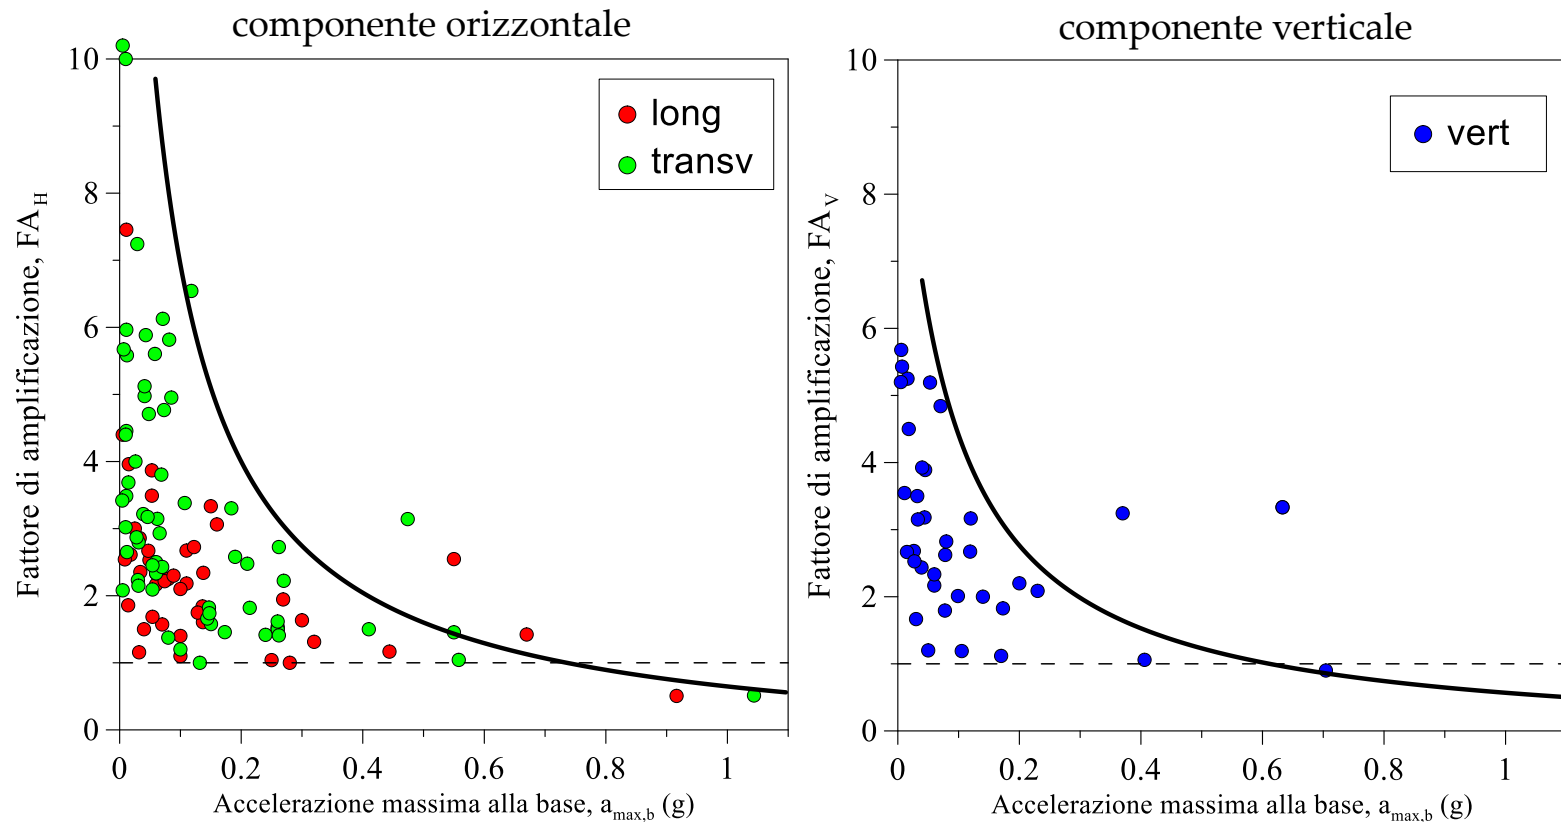 componente orizzontale
10
8
6
4
2
0
Fattore di amplificazione, FA_H
long
transv
0 0.2 0.4 0.6 0.8 1
Accelerazione massima alla base, a_max,b (g)
componente verticale
10
8
6
4
2
0
Fattore di amplificazione, FA_V
vert
0 0.2 0.4 0.6 0.8 1
Accelerazione massima alla base, a_max,b (g)